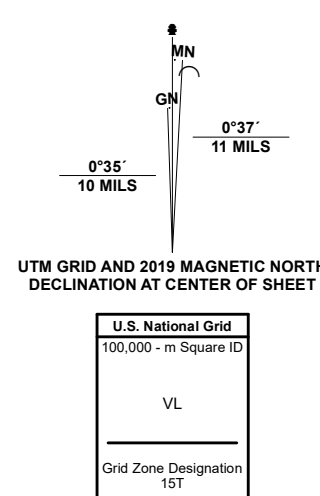 MN
GN
0°37´
11 MILS
0°35´
10 MILS
UTM GRID AND 2019 MAGNETIC NORTH
DECLINATION AT CENTER OF SHEET
U.S. National Grid
100,000 - m Square ID
VL
Grid Zone Designation
15T